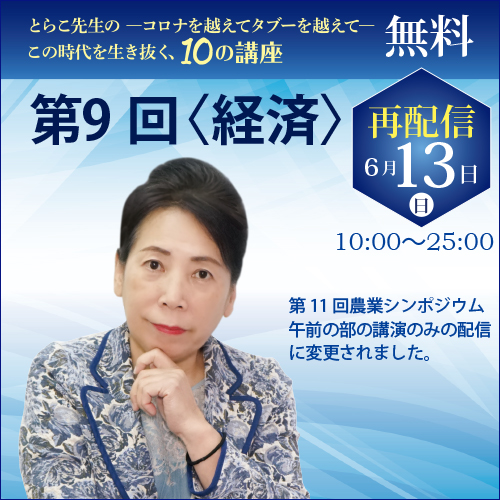 とらこ先生の ―コロナを越えてタブーを越えて―
この時代を生き抜く、10の講座
無料
第9回〈経済〉
再配信
6月13日
日
10:00〜25:00
第11回農業シンポジウム
午前の部の講演のみの配信
に変更されました。